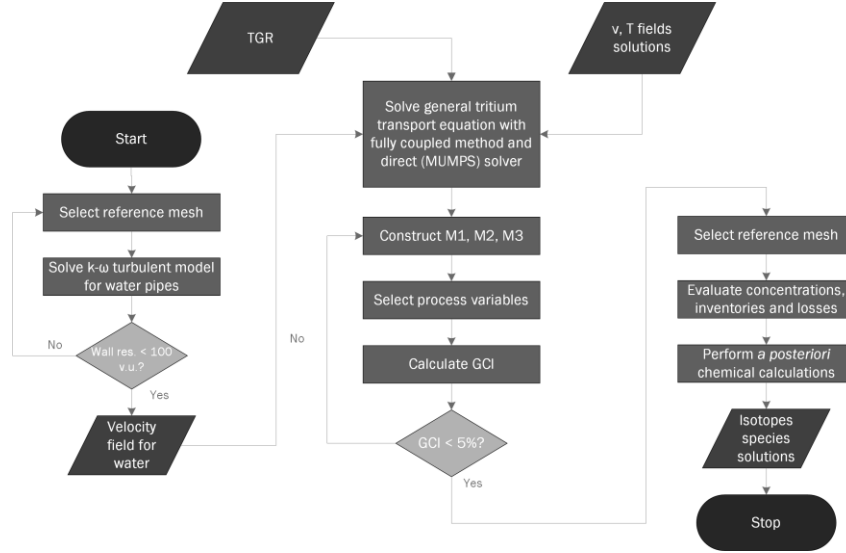 TGR
v, T fields
solutions
Start
Select reference mesh
Solve k-ω turbulent model
for water pipes
No
Wall res. < 100
v.u.?
Yes
Velocity
field for
water
Solve general tritium
transport equation with
fully coupled method and
direct (MUMPS) solver
Construct M1, M2, M3
Select process variables
No
Calculate GCI
GCI < 5%?
Yes
Select reference mesh
Evaluate concentrations,
inventories and losses
Perform a posteriori
chemical calculations
Isotopes
species
solutions
Stop